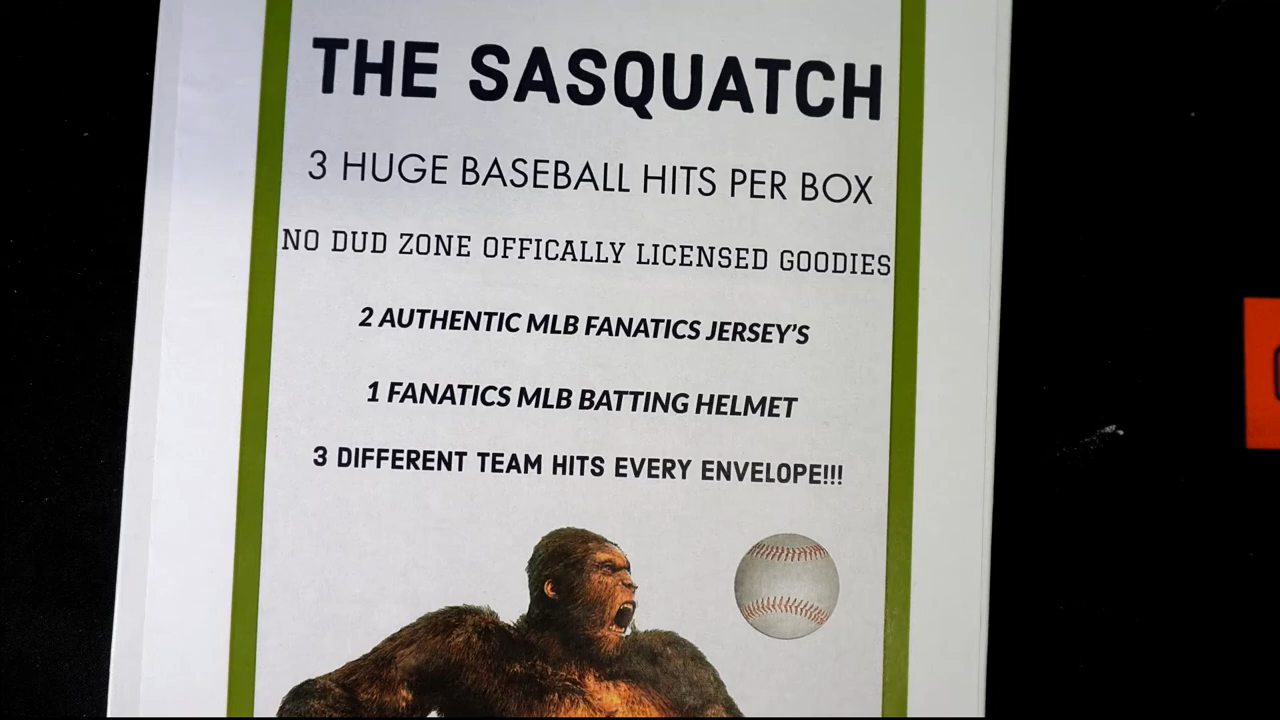 THE SASQUATCH
3 HUGE BASEBALL HITS PER BOX
NO DUD ZONE OFFICALLY LICENSED GOODIES
2 AUTHENTIC MLB FANATICS JERSEY'S
1 FANATICS MLB BATTING HELMET
3 DIFFERENT TEAM HITS EVERY ENVELOPE!!!